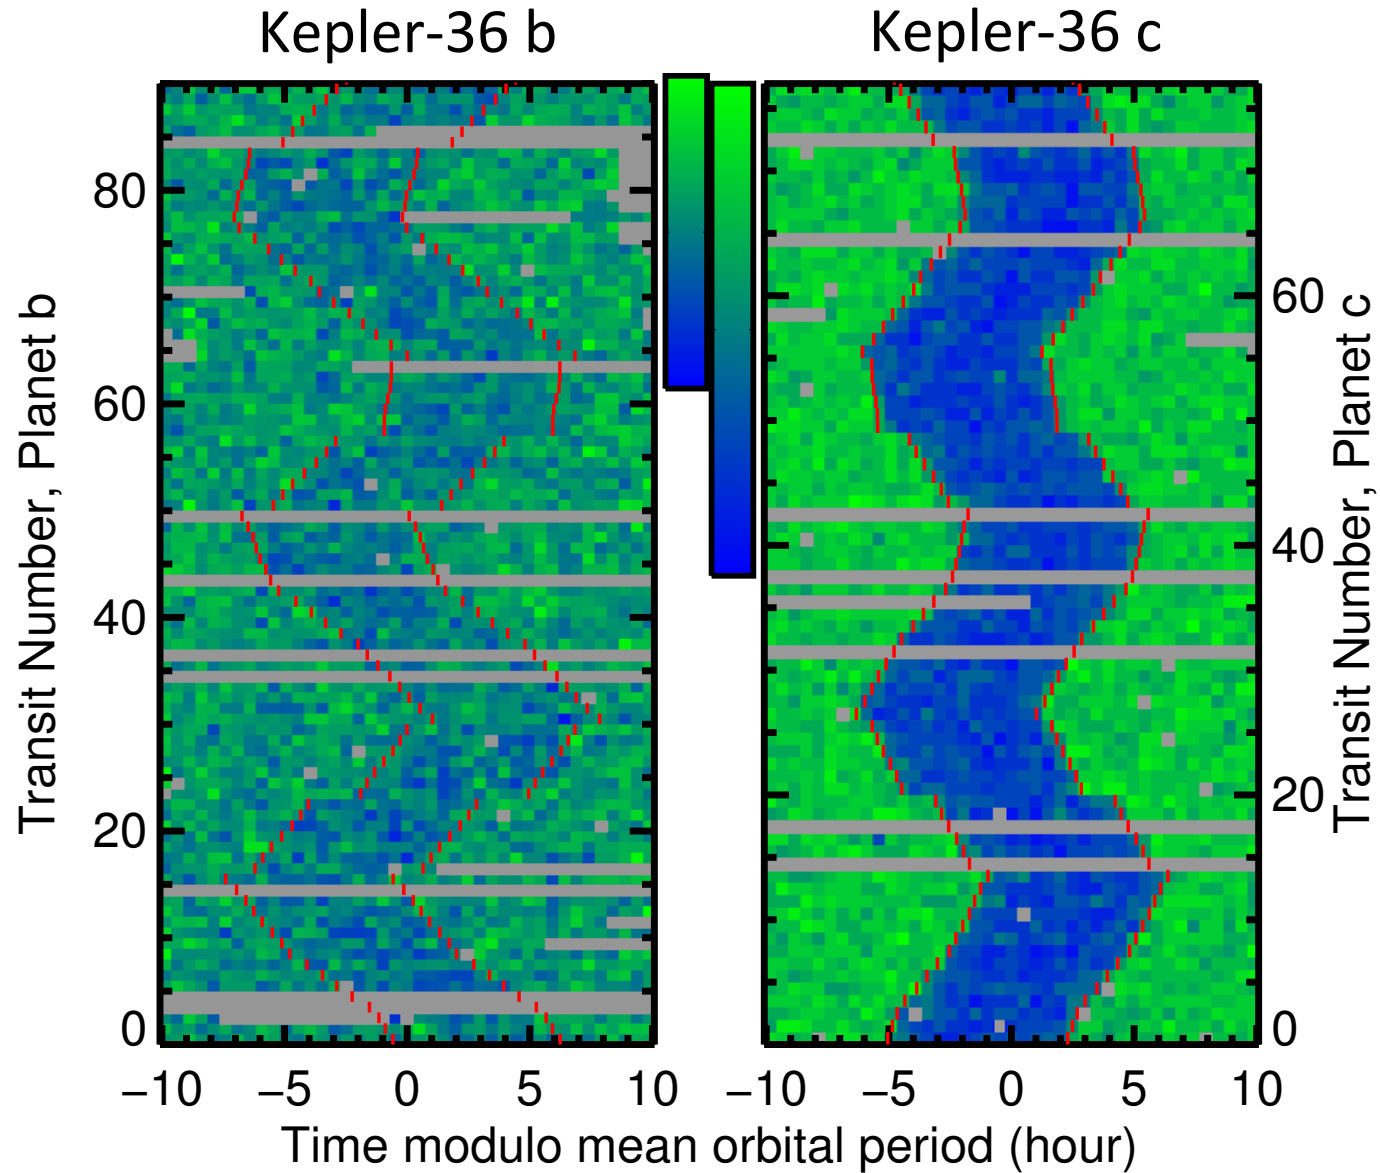 Kepler-36 b
Kepler-36 c
Transit Number, Planet b
80
60
40
20
0
60
40
20
0
Transit Number, Planet c
−10 −5 0 5 10
−10 −5 0 5 10
Time modulo mean orbital period (hour)